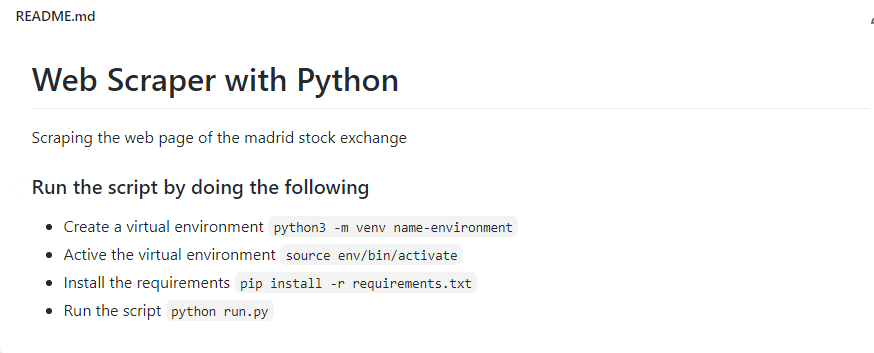 README.md
Web Scraper with Python
Scraping the web page of the madrid stock exchange
Run the script by doing the following
Create a virtual environment python3 -m venv name-environment
Active the virtual environment source env/bin/activate
Install the requirements pip install -r requirements.txt
Run the script python run.py